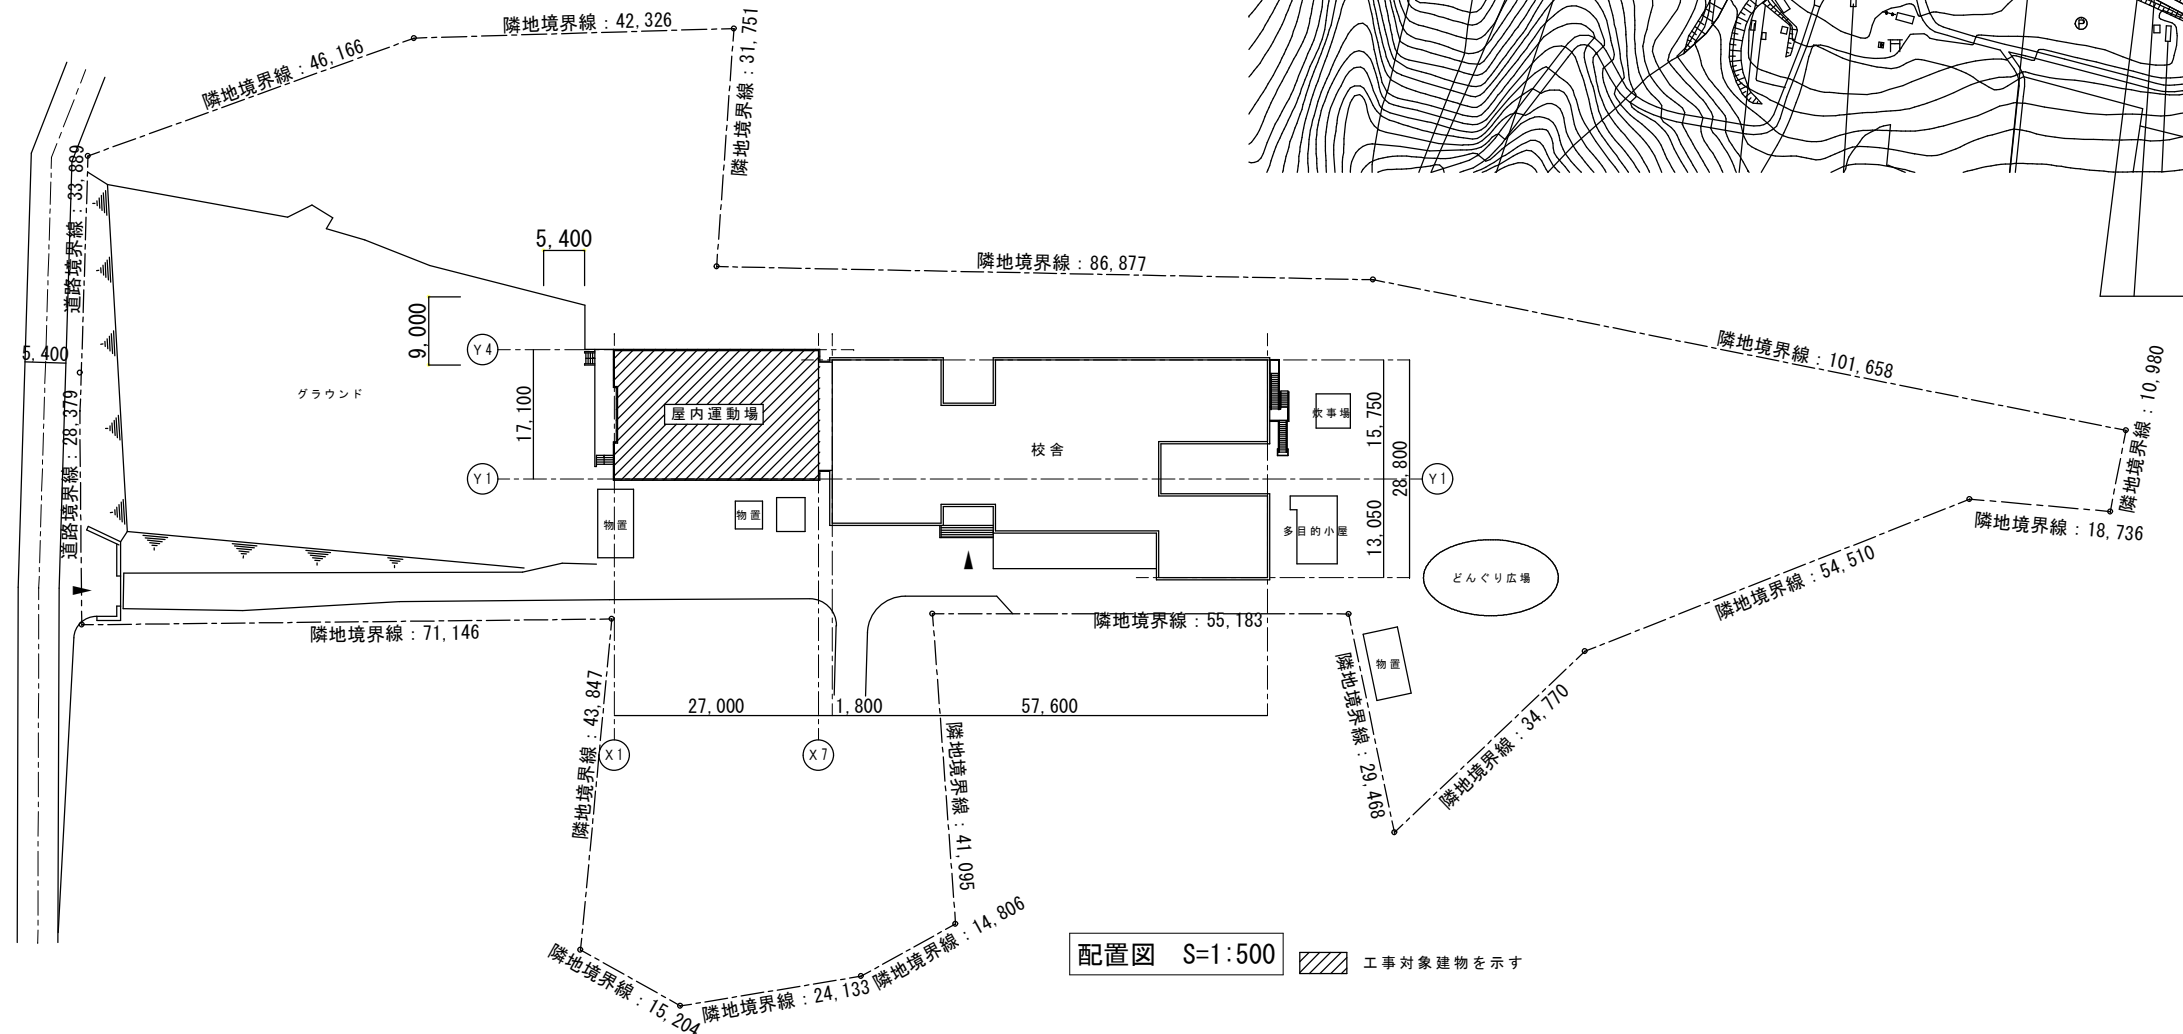 隣地境界線：42,326
隣地境界線：46,166
隣地境界線：31,751
P
道路境界線：33,889
5,400
隣地境界線：86,877
9,000
Y4
5,400
隣地境界線：101,658
隣地境界線：10,980
グラウンド
17,100
屋内運動場
校舎
炊事場
15,750
28,800
道路境界線：28,379
Y1
Y1
物置
物置
多目的小屋
13,050
どんぐり広場
隣地境界線：18,736
隣地境界線：54,510
隣地境界線：71,146
隣地境界線：55,183
物置
隣地境界線：43,847
27,000
1,800
57,600
隣地境界線：29,468
隣地境界線：34,770
X1
X7
隣地境界線：41,095
隣地境界線：14,806
隣地境界線：15,204
隣地境界線：24,133
配置図 S=1:500
工事対象建物を示す